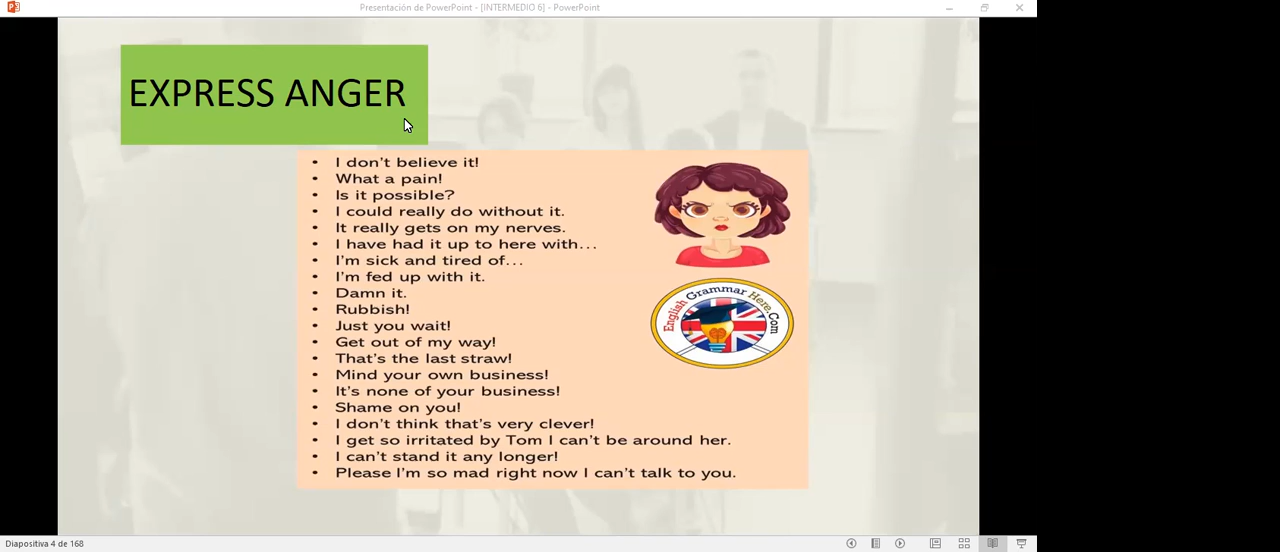 Presentación de PowerPoint - [INTERMEDIO 6] - PowerPoint
EXPRESS ANGER
• I don't believe it!
• What a pain!
• Is it possible?
• I could really do without it.
• It really gets on my nerves.
• I have had it up to here with...
• I'm sick and tired of...
• I'm fed up with it.
• Damn it.
• Rubbish!
• Just you wait!
• Get out of my way!
• That's the last straw!
• Mind your own business!
• It's none of your business!
• Shame on you!
• I don't think that's very clever!
• I get so irritated by Tom I can't be around her.
• I can't stand it any longer!
• Please I'm so mad right now I can't talk to you.
English Grammar Here.Com
Diapositiva 4 de 168